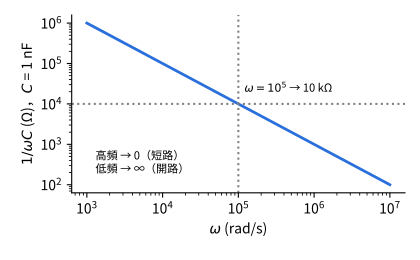 10⁶
10⁵
10⁴
10³
10²
1/ωC (Ω)，C = 1 nF
ω = 10⁵ → 10 kΩ
高頻 → 0（短路）
低頻 → ∞（開路）
10³ 10⁴ 10⁵ 10⁶ 10⁷
ω (rad/s)